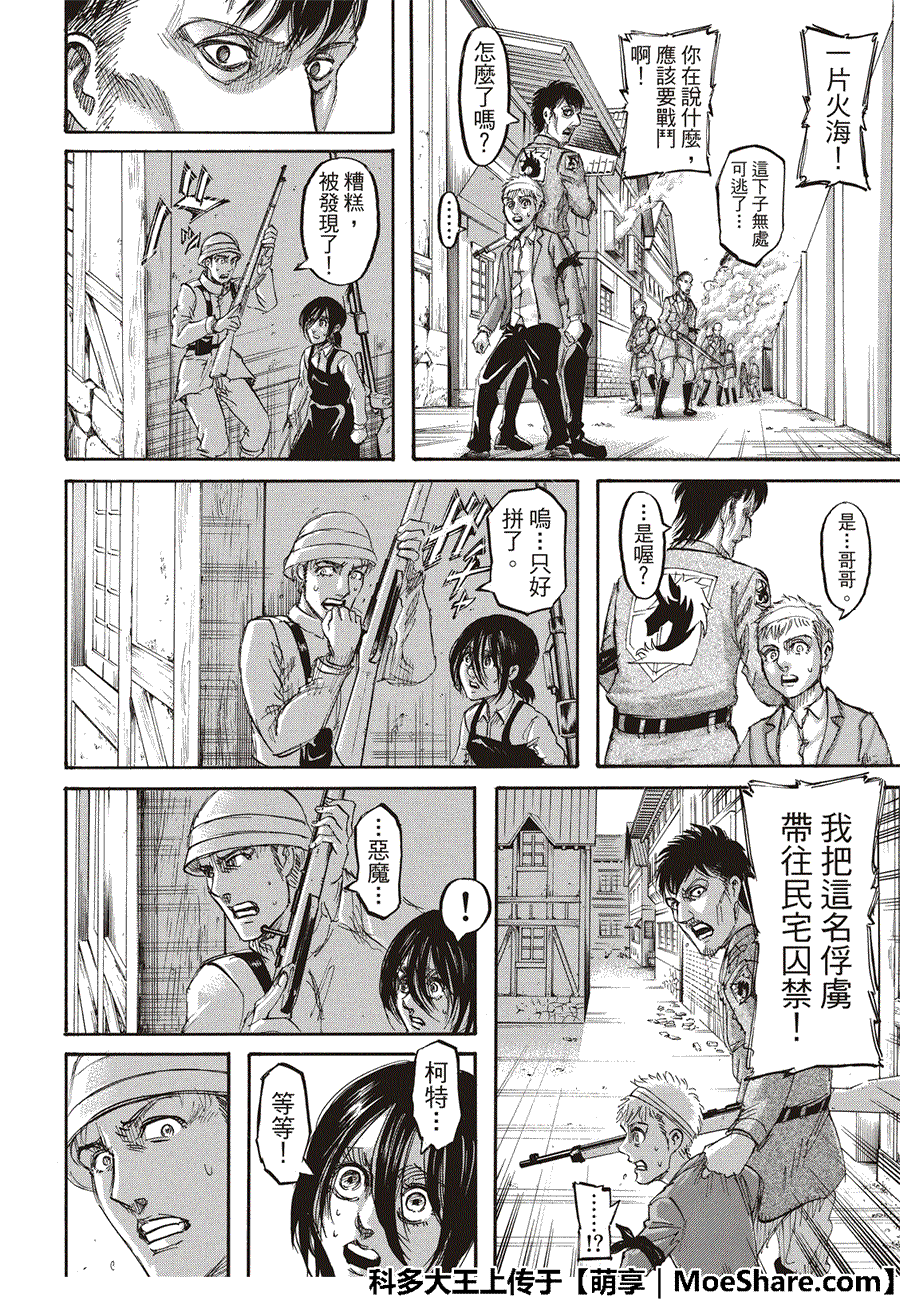 一片火海！
你在說什麼，
應該要戰鬥
啊！
這下子無處
可逃了…
怎麼了嗎？
………
糟糕，
被發現了！
是…哥哥。
…是喔？
嗚…只好
拼了。
我把這名俘虜
帶往民宅囚禁！
………!?
！
…惡魔…
柯特…
等等！
科多大王上传于【萌享｜MoeShare.com】